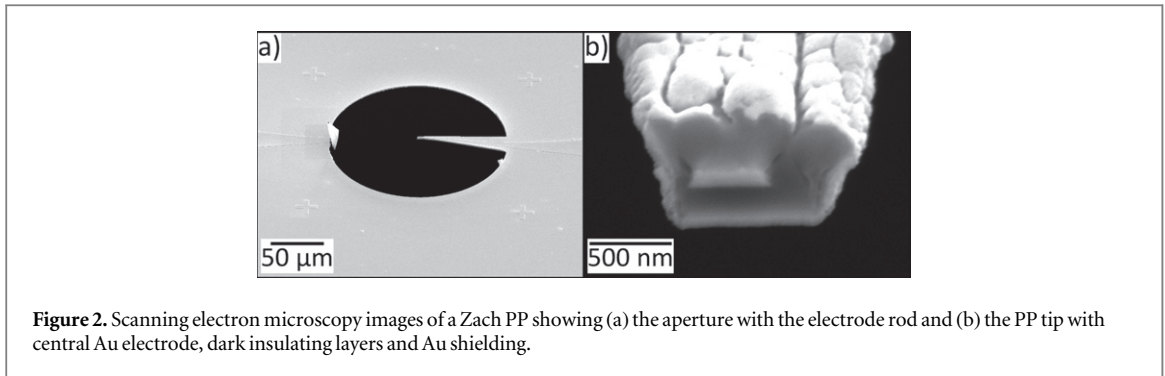 a)
b)
50 µm
500 nm
Figure 2. Scanning electron microscopy images of a Zach PP showing (a) the aperture with the electrode rod and (b) the PP tip with
central Au electrode, dark insulating layers and Au shielding.